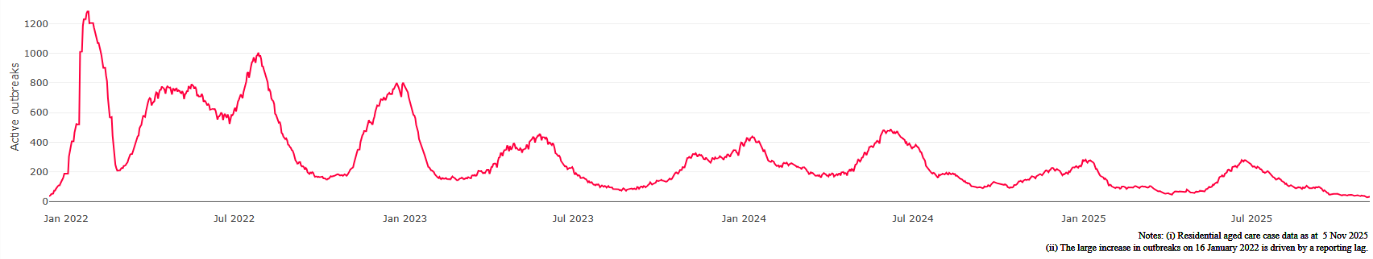 Active outbreaks
1200
1000
800
600
400
200
0
Jan 2022 Jul 2022 Jan 2023 Jul 2023 Jan 2024 Jul 2024 Jan 2025 Jul 2025
Notes: (i) Residential aged care case data as at 5 Nov 2025
(ii) The large increase in outbreaks on 16 January 2022 is driven by a reporting lag.